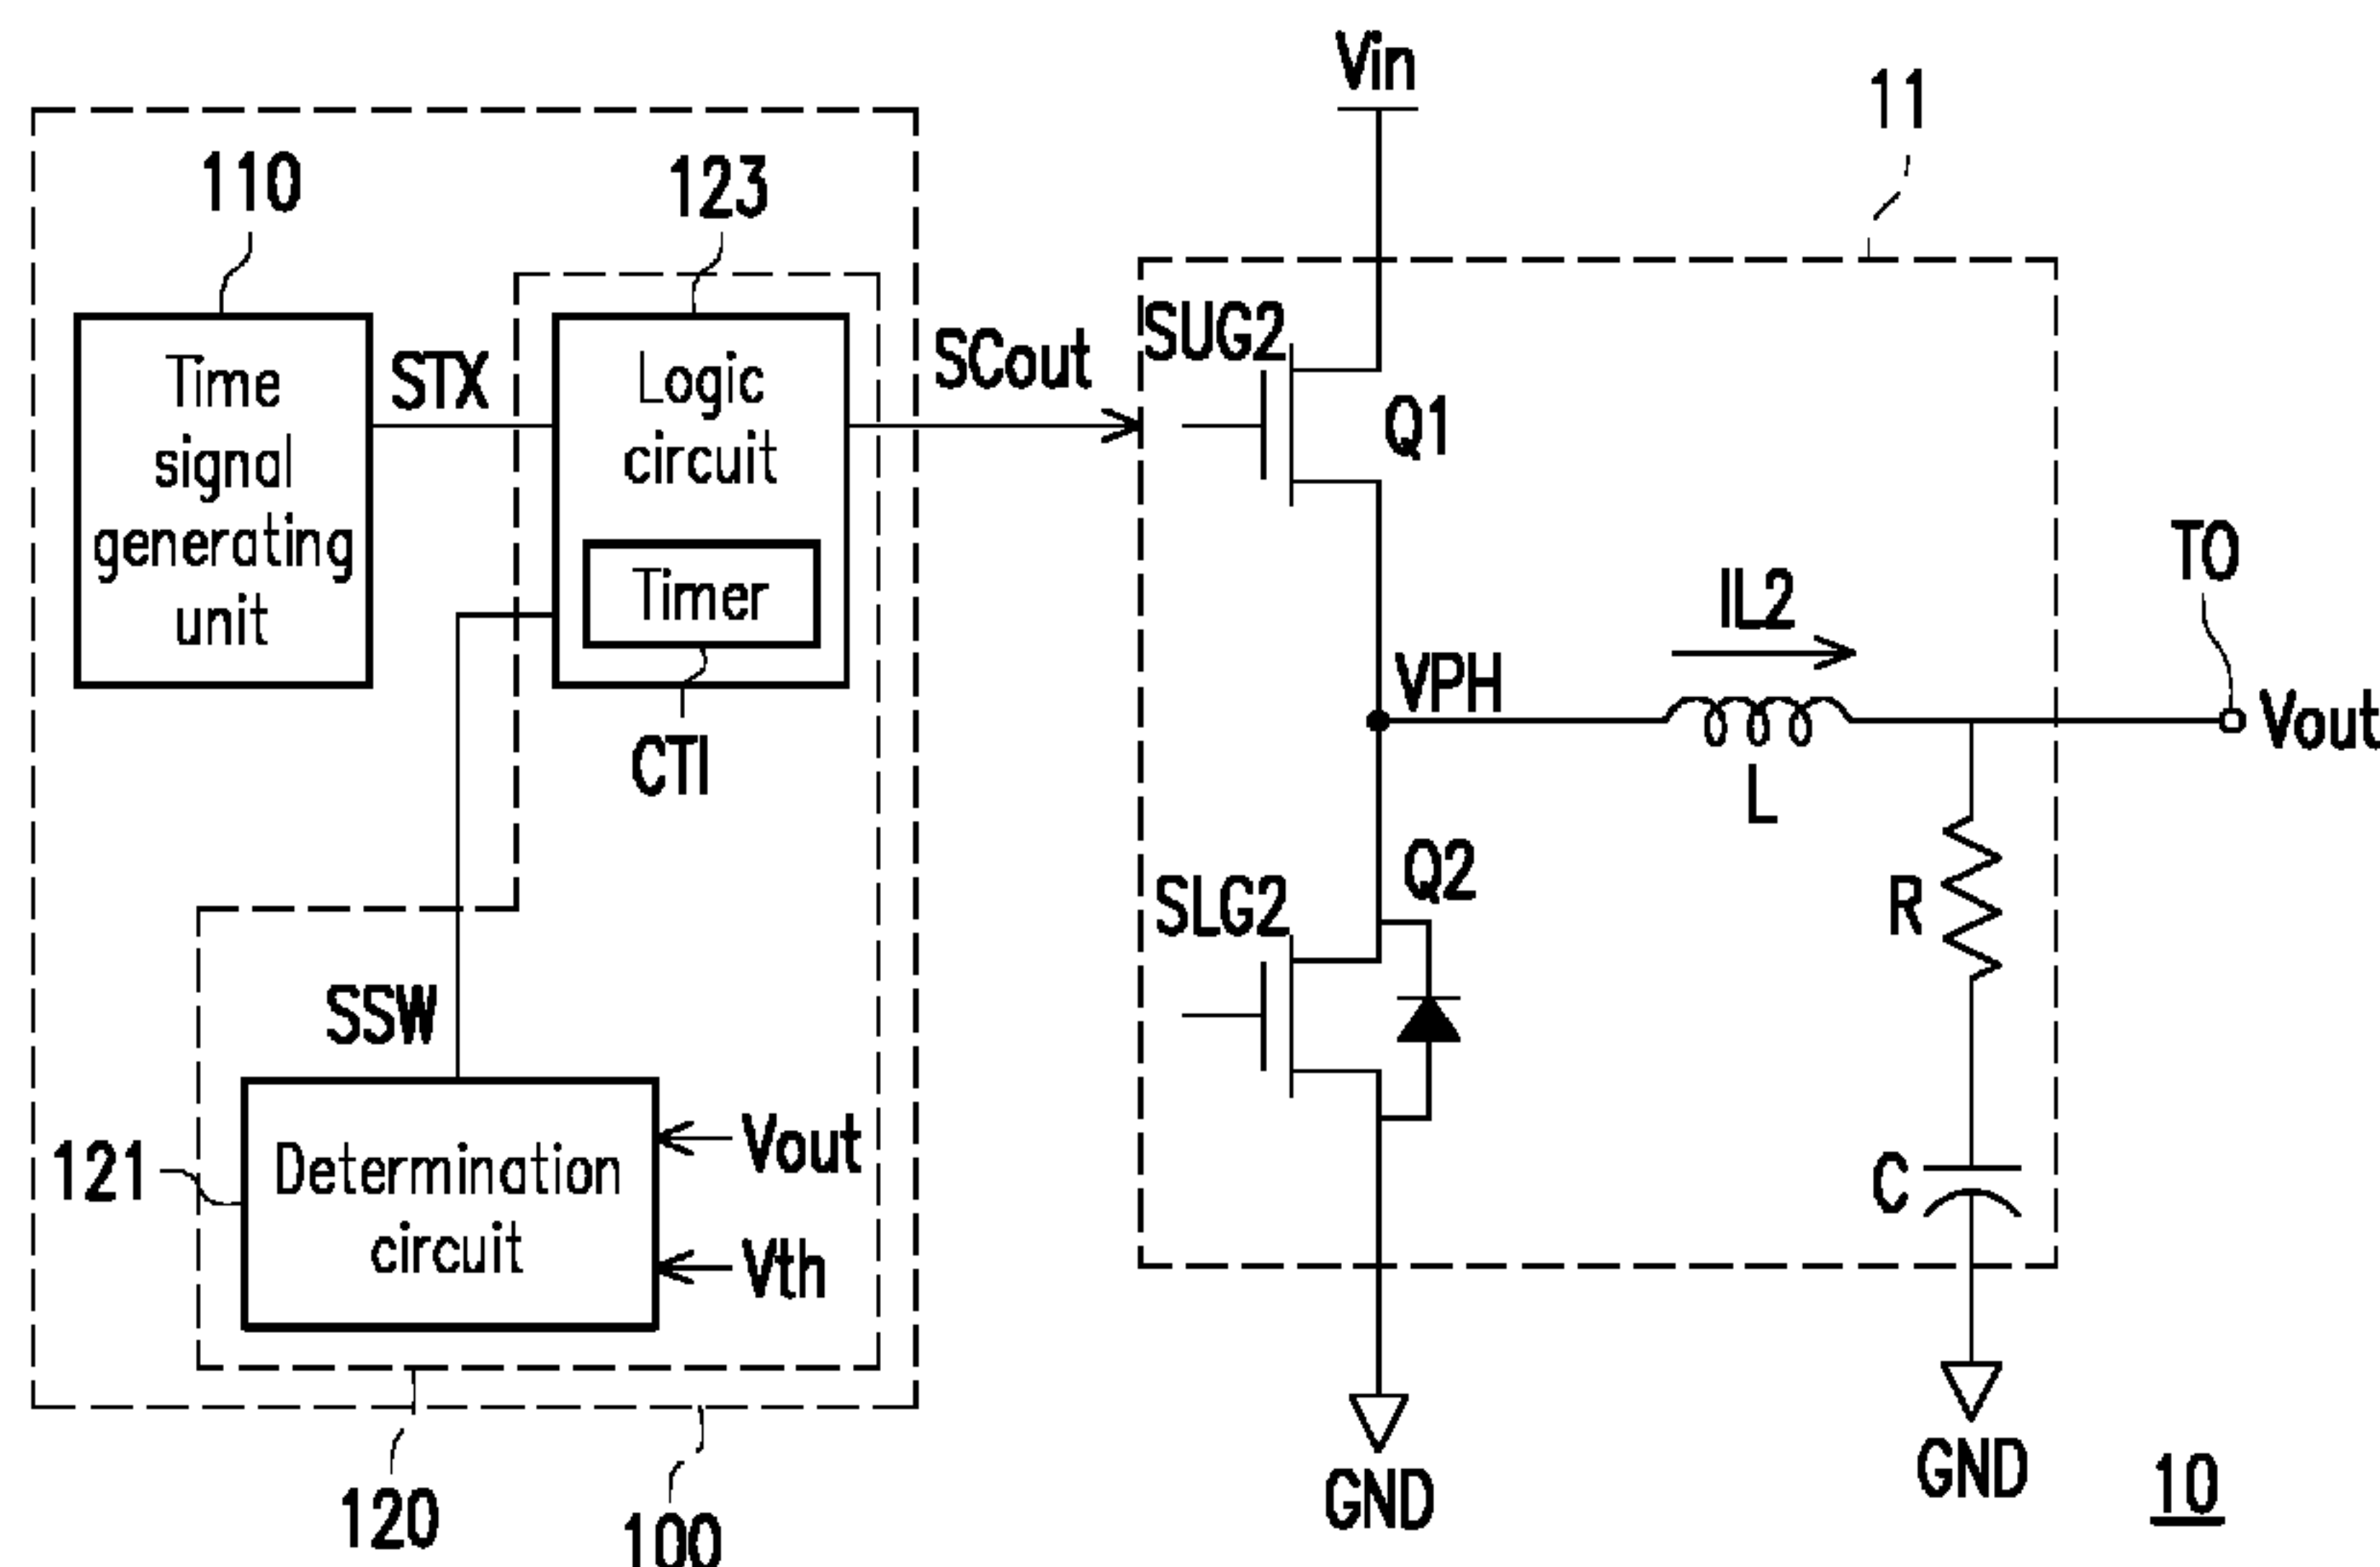 Vin
11
110
123
Time
signal
generating
unit
STX
Logic
circuit
Timer
CTI
SCout
SUG2
Q1
TO
IL2
VPH
Vout
L
Q2
SLG2
R
SSW
121
Determination
circuit
Vout
Vth
C
GND
GND
120
100
10